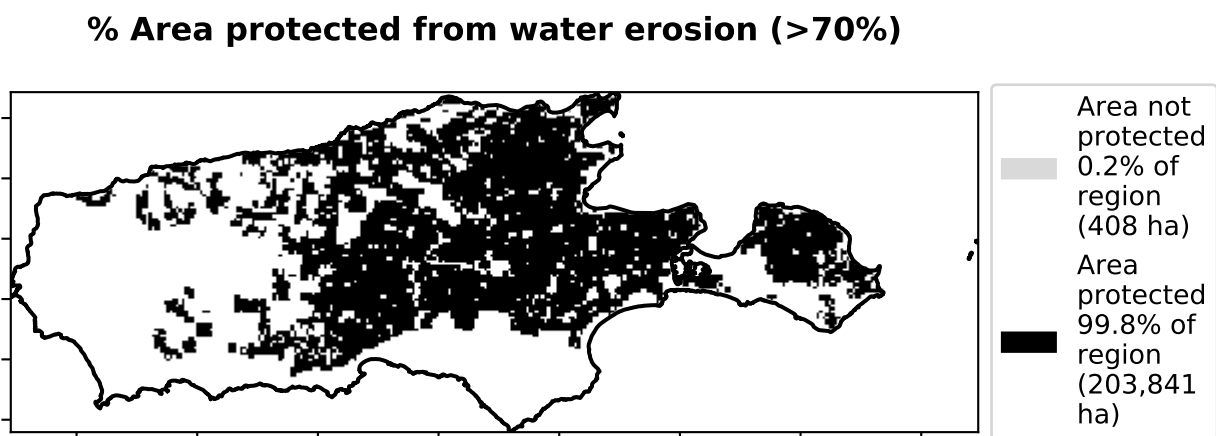 % Area protected from water erosion (>70%)
Area not
protected
0.2% of
region
(408 ha)
Area
protected
99.8% of
region
(203,841
ha)